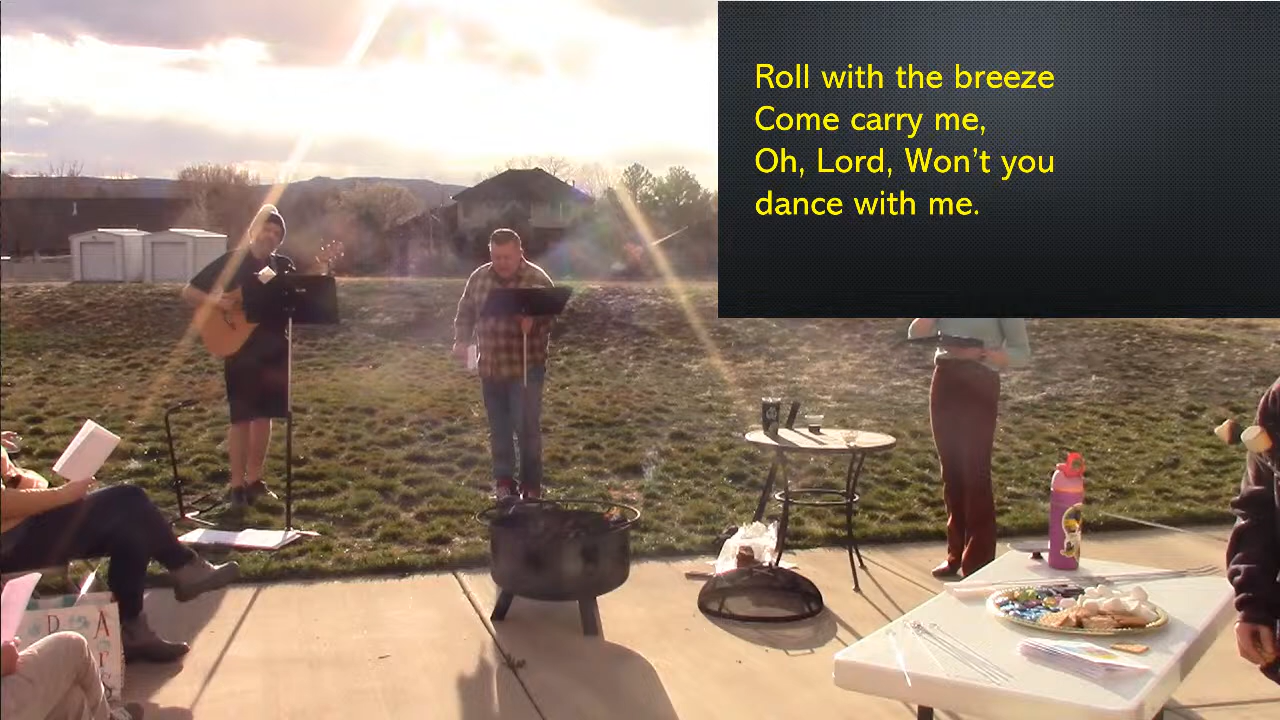 Roll with the breeze
Come carry me,
Oh, Lord, Won't you
dance with me.